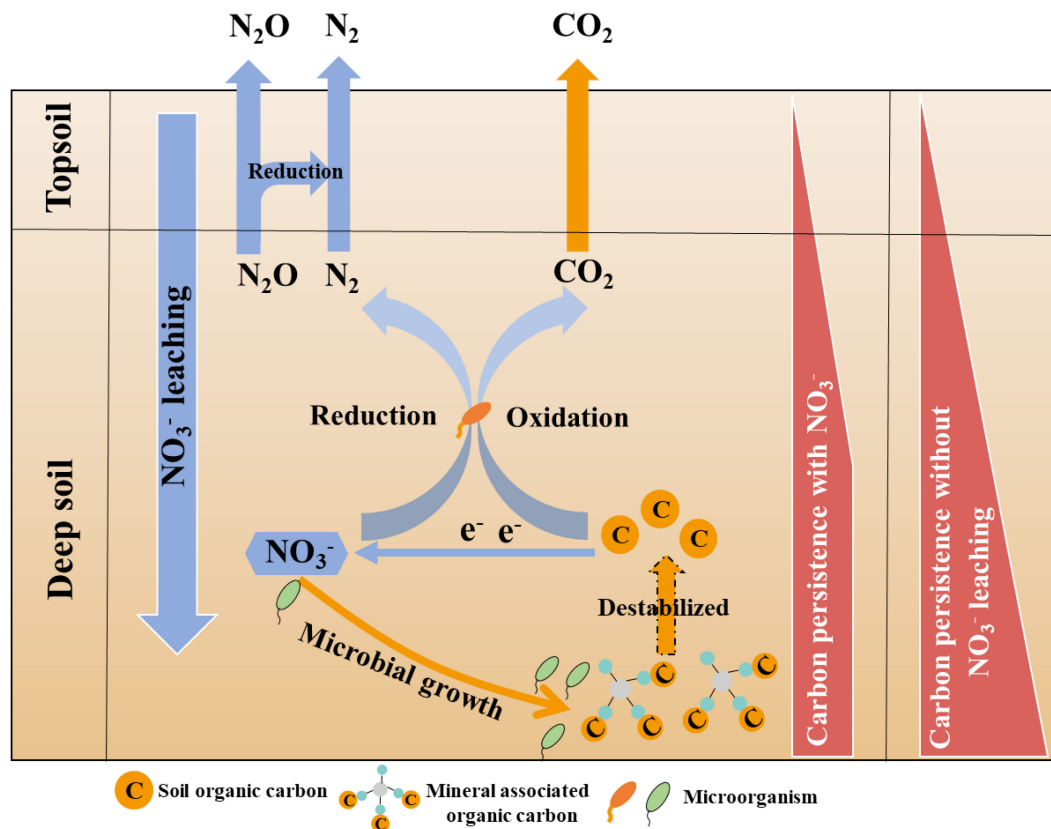 N₂O
N₂
CO₂
Topsoil
Reduction
N₂O
N₂
CO₂
Deep soil
NO₃⁻ leaching
Reduction
Oxidation
e⁻ e⁻
NO₃⁻
C
C
C
Destabilized
Microbial growth
C
C
C
C
C
C
Carbon persistence with NO₃⁻
Carbon persistence without
NO₃⁻ leaching
C
Soil organic carbon
C
C
C
Mineral associated
organic carbon
Microorganism